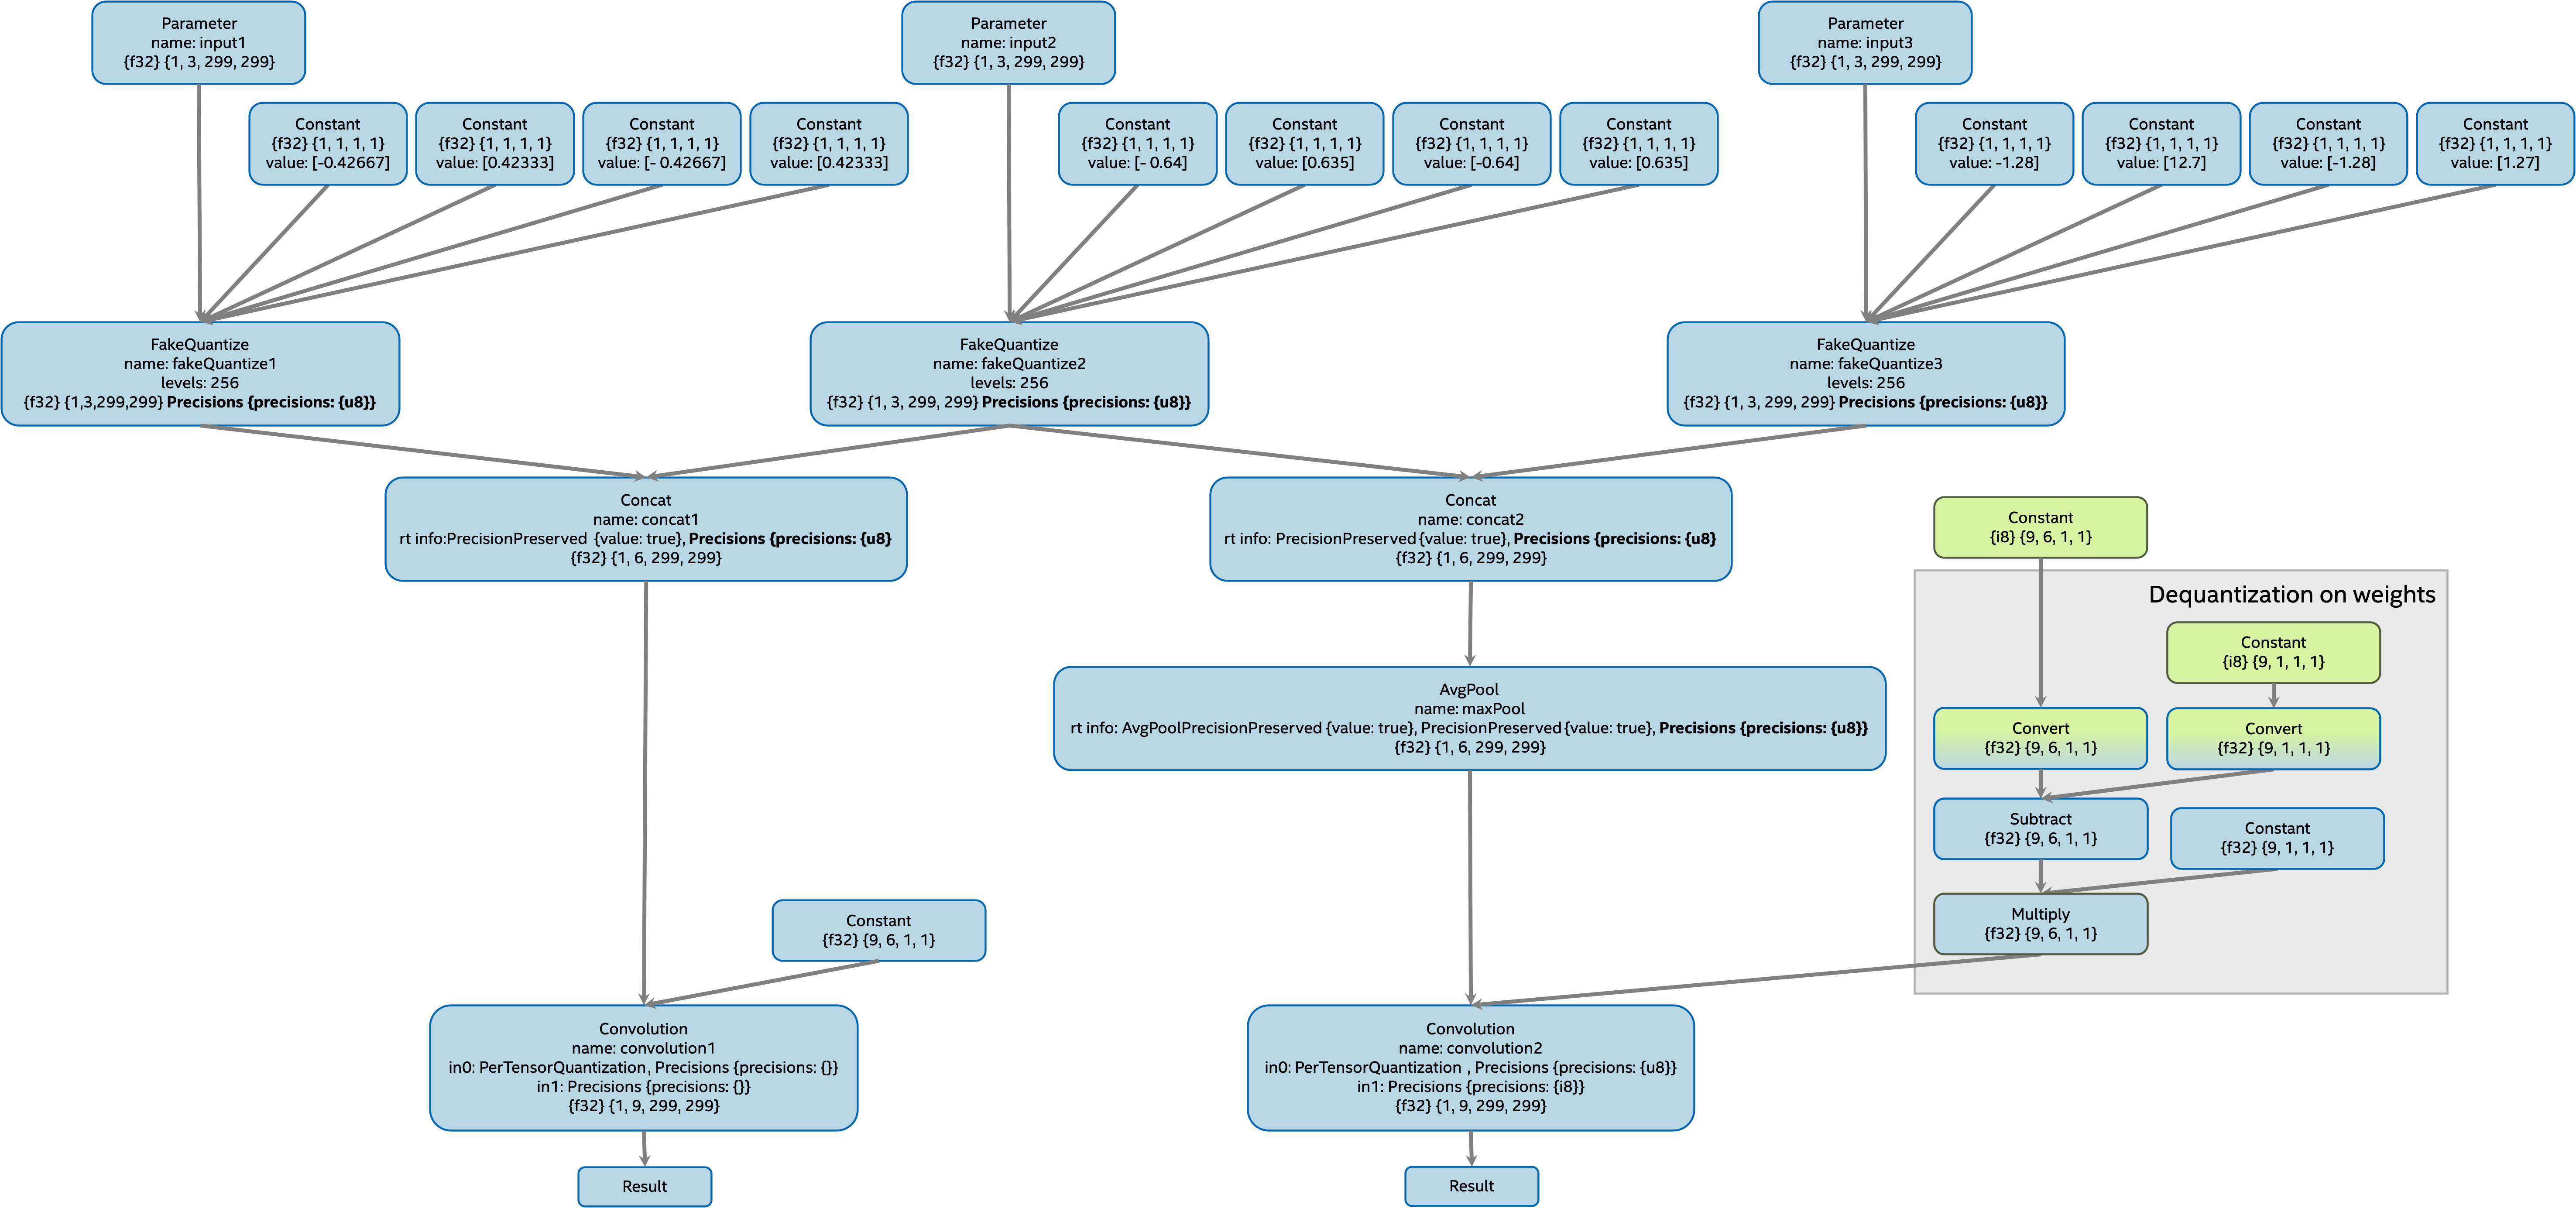 Parameter
name: input1
{f32} {1, 3, 299, 299}
Parameter
name: input2
{f32} {1, 3, 299, 299}
Parameter
name: input3
{f32} {1, 3, 299, 299}
Constant
{f32} {1, 1, 1, 1}
value: [-0.42667]
Constant
{f32} {1, 1, 1, 1}
value: [0.42333]
Constant
{f32} {1, 1, 1, 1}
value: [- 0.42667]
Constant
{f32} {1, 1, 1, 1}
value: [0.42333]
Constant
{f32} {1, 1, 1, 1}
value: [- 0.64]
Constant
{f32} {1, 1, 1, 1}
value: [0.635]
Constant
{f32} {1, 1, 1, 1}
value: [-0.64]
Constant
{f32} {1, 1, 1, 1}
value: [0.635]
Constant
{f32} {1, 1, 1, 1}
value: -1.28]
Constant
{f32} {1, 1, 1, 1}
value: [12.7]
Constant
{f32} {1, 1, 1, 1}
value: [-1.28]
Constant
{f32} {1, 1, 1, 1}
value: [1.27]
FakeQuantize
name: fakeQuantize1
levels: 256
{f32} {1,3,299,299} Precisions {precisions: {u8}}
FakeQuantize
name: fakeQuantize2
levels: 256
{f32} {1, 3, 299, 299} Precisions {precisions: {u8}}
FakeQuantize
name: fakeQuantize3
levels: 256
{f32} {1, 3, 299, 299} Precisions {precisions: {u8}}
Concat
name: concat1
rt info:PrecisionPreserved {value: true}, Precisions {precisions: {u8}
{f32} {1, 6, 299, 299}
Concat
name: concat2
rt info: PrecisionPreserved {value: true}, Precisions {precisions: {u8}
{f32} {1, 6, 299, 299}
Constant
{i8} {9, 6, 1, 1}
Dequantization on weights
Constant
{i8} {9, 1, 1, 1}
AvgPool
name: maxPool
rt info: AvgPoolPrecisionPreserved {value: true}, PrecisionPreserved {value: true}, Precisions {precisions: {u8}}
{f32} {1, 6, 299, 299}
Convert
{f32} {9, 6, 1, 1}
Convert
{f32} {9, 1, 1, 1}
Subtract
{f32} {9, 6, 1, 1}
Constant
{f32} {9, 1, 1, 1}
Multiply
{f32} {9, 6, 1, 1}
Constant
{f32} {9, 6, 1, 1}
Convolution
name: convolution1
in0: PerTensorQuantization, Precisions {precisions: {}}
in1: Precisions {precisions: {}}
{f32} {1, 9, 299, 299}
Convolution
name: convolution2
in0: PerTensorQuantization , Precisions {precisions: {u8}}
in1: Precisions {precisions: {i8}}
{f32} {1, 9, 299, 299}
Result
Result